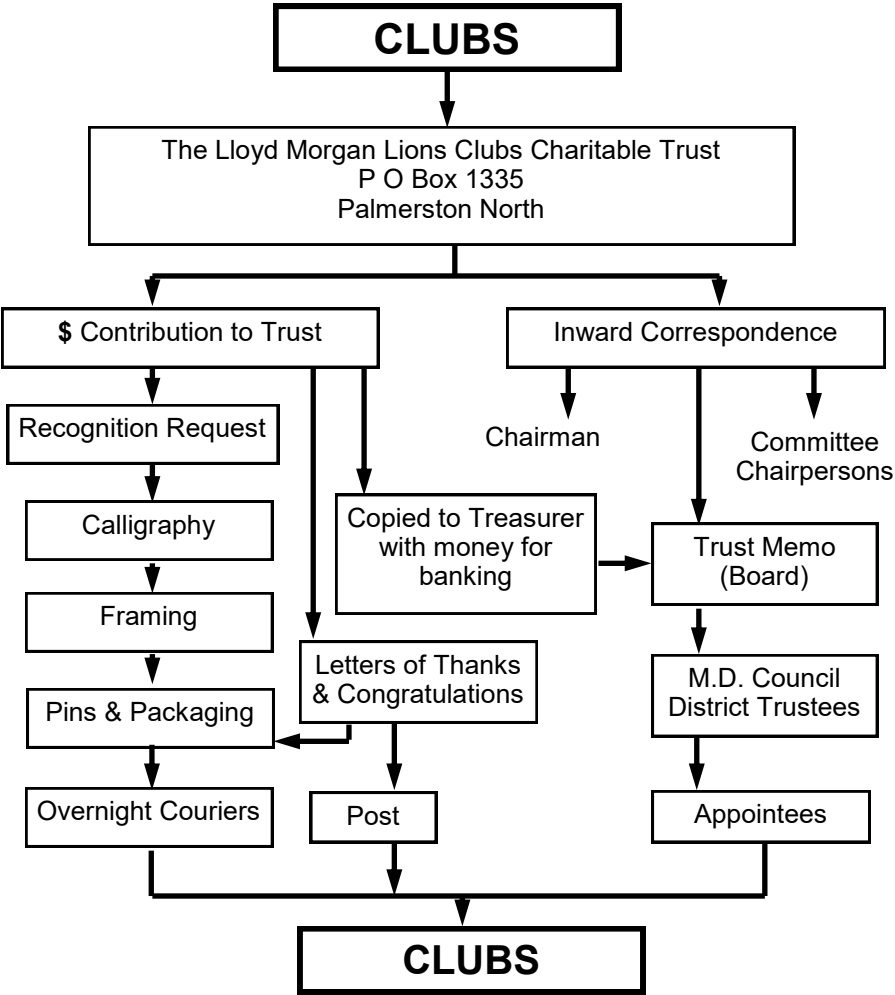 CLUBS
The Lloyd Morgan Lions Clubs Charitable Trust
P O Box 1335
Palmerston North
$ Contribution to Trust
Inward Correspondence
Recognition Request
Chairman
Committee
Chairpersons
Calligraphy
Copied to Treasurer
with money for
banking
Trust Memo
(Board)
Framing
Letters of Thanks
& Congratulations
M.D. Council
District Trustees
Pins & Packaging
Overnight Couriers
Post
Appointees
CLUBS